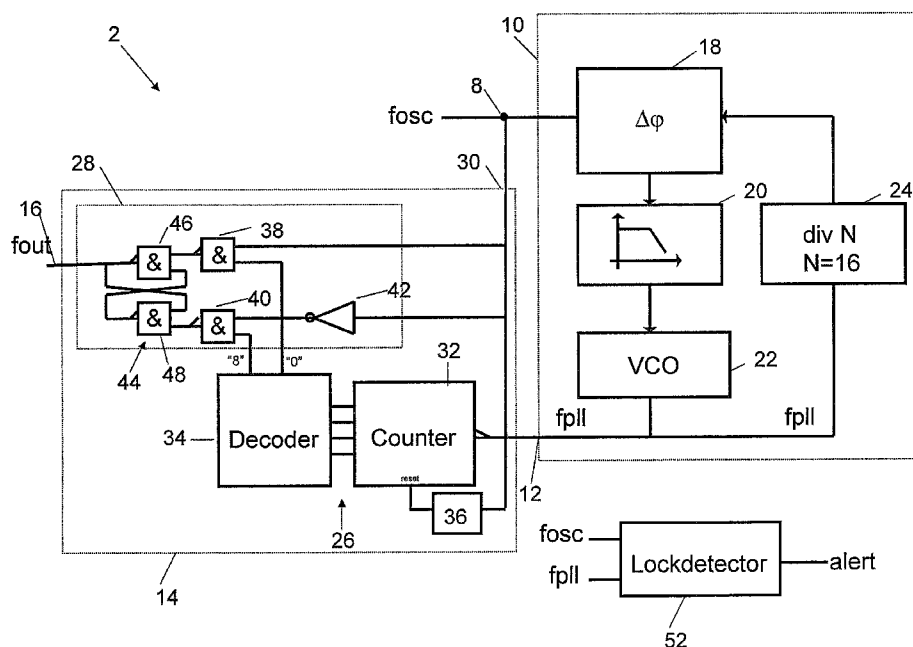 2
10
18
8
fosc
Δφ
28
30
20
24
16
46
38
fout
&
&
div N
N=16
40
42
&
&
32
VCO
22
"8"
"0"
44
48
34
Decoder
Counter
fpll
fpll
reset
36
12
26
fosc
fpll
Lockdetector
alert
14
52